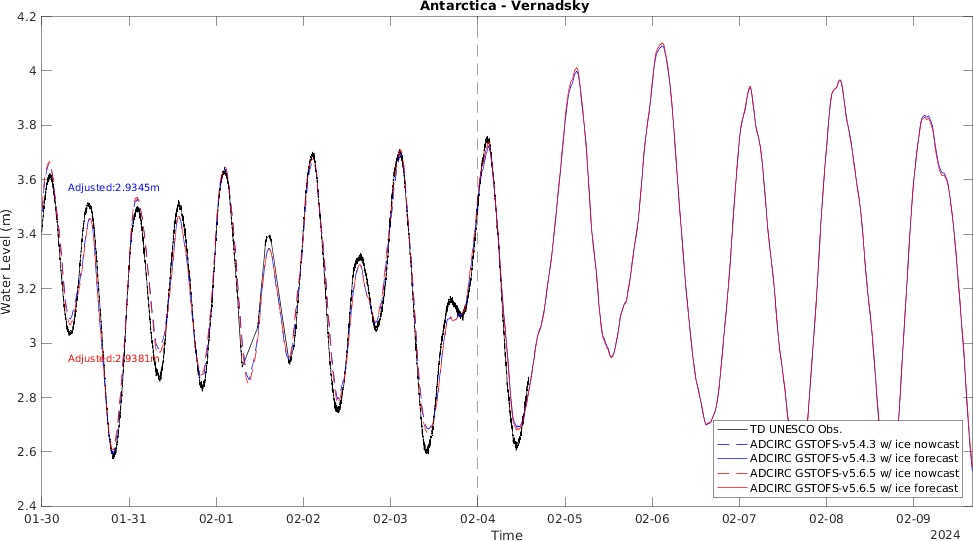 Antarctica - Vernadsky
4.2
4
3.8
3.6
3.4
3.2
3
2.8
2.6
2.4
Water Level (m)
Adjusted:2.9345m
Adjusted:2.9381m
TD UNESCO Obs.
ADCIRC GSTOFS-v5.4.3 w/ ice nowcast
ADCIRC GSTOFS-v5.4.3 w/ ice forecast
ADCIRC GSTOFS-v5.6.5 w/ ice nowcast
ADCIRC GSTOFS-v5.6.5 w/ ice forecast
01-30 01-31 02-01 02-02 02-03 02-04 02-05 02-06 02-07 02-08 02-09
Time
2024